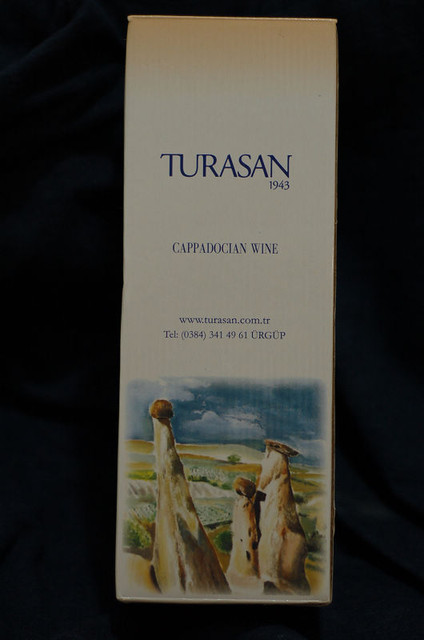 TURASAN
1943
CAPPADOCIAN WINE
www.turasan.com.tr
Tel: (0384) 341 49 61 ÜRGÜP